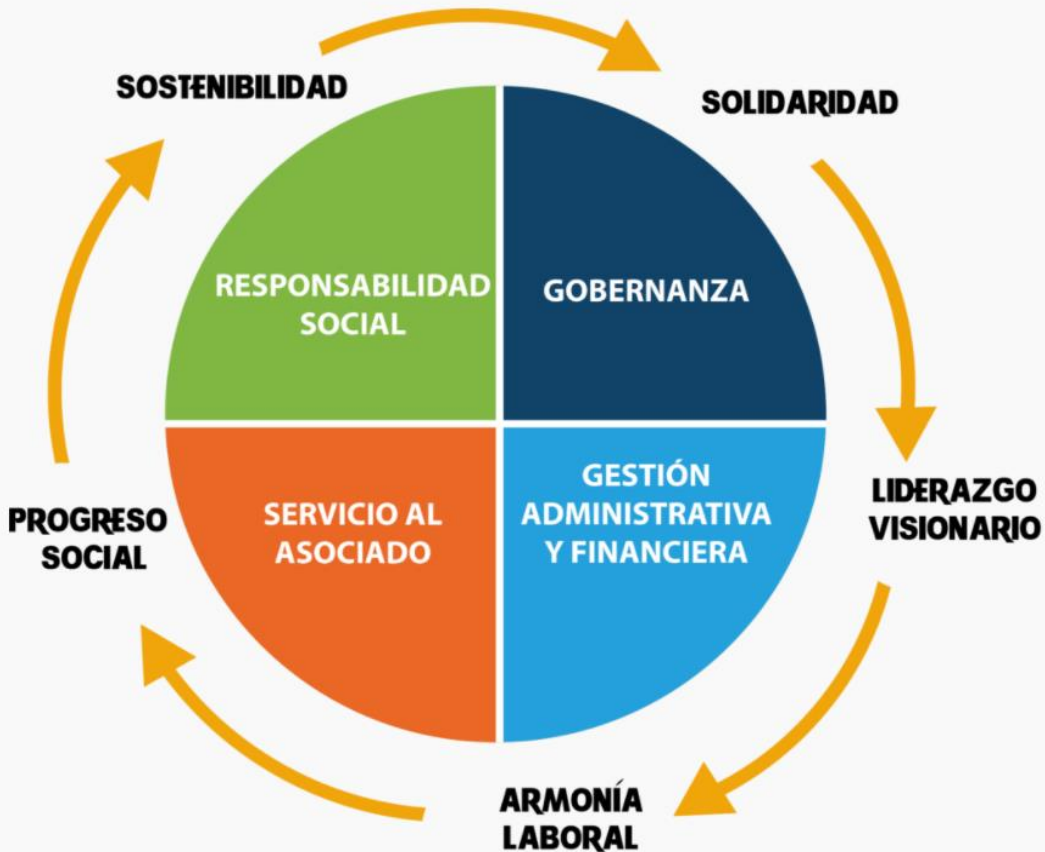 SOSTENIBILIDAD
SOLIDARIDAD
RESPONSABILIDAD
SOCIAL
GOBERNANZA
LIDERAZGO
VISIONARIO
PROGRESO
SOCIAL
SERVICIO AL
ASOCIADO
GESTIÓN
ADMINISTRATIVA
Y FINANCIERA
ARMONÍA
LABORAL